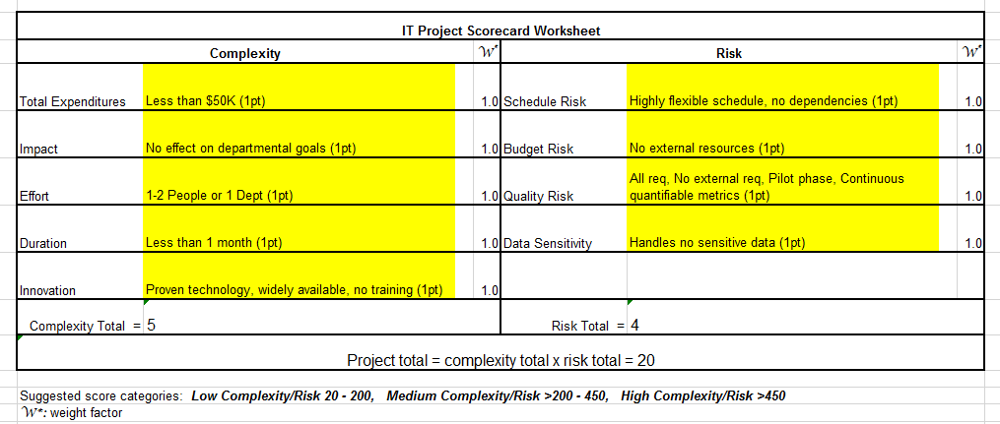 IT Project Scorecard Worksheet
Complexity W* Risk W*
Total Expenditures Less than $50K (1pt) 1.0 Schedule Risk Highly flexible schedule, no dependencies (1pt) 1.0
Impact No effect on departmental goals (1pt) 1.0 Budget Risk No external resources (1pt) 1.0
All req, No external req, Pilot phase, Continuous
Effort 1-2 People or 1 Dept (1pt) 1.0 Quality Risk quantifiable metrics (1pt) 1.0
Duration Less than 1 month (1pt) 1.0 Data Sensitivity Handles no sensitive data (1pt) 1.0
Innovation Proven technology, widely available, no training (1pt) 1.0
Complexity Total = 5 Risk Total = 4
Project total = complexity total x risk total = 20
Suggested score categories: Low Complexity/Risk 20 - 200, Medium Complexity/Risk >200 - 450, High Complexity/Risk >450
W*: weight factor